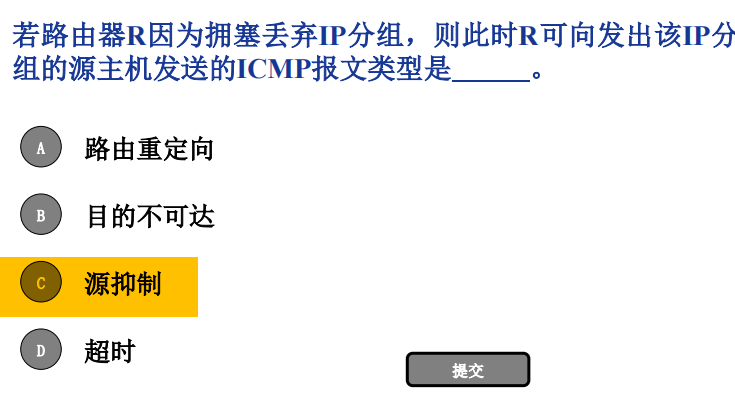 若路由器R因为拥塞丢弃IP分组，则此时R可向发出该IP分
组的源主机发送的ICMP报文类型是______。
A 路由重定向
B 目的不可达
C 源抑制
D 超时
提交